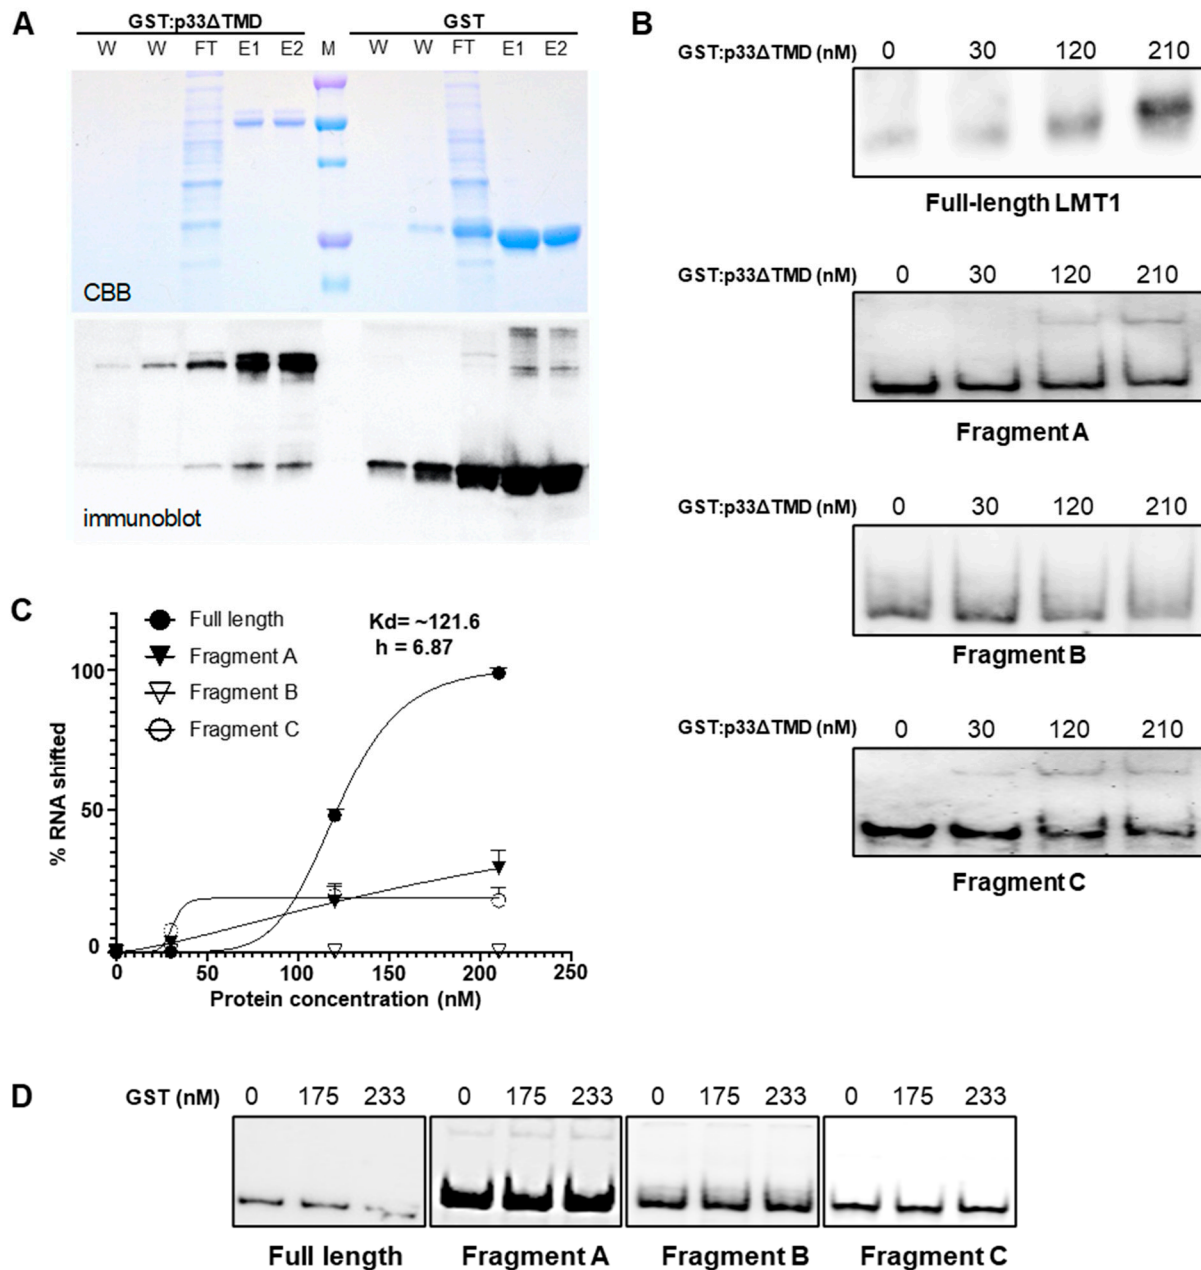 A
GST:p33ΔTMD GST
W W FT E1 E2 M W W FT E1 E2
CBB
immunoblot
B
GST:p33ΔTMD (nM) 0 30 120 210
Full-length LMT1
GST:p33ΔTMD (nM) 0 30 120 210
Fragment A
GST:p33ΔTMD (nM) 0 30 120 210
Fragment B
GST:p33ΔTMD (nM) 0 30 120 210
Fragment C
C
Full length
Fragment A
Fragment B
Fragment C
Kd= ~121.6
h = 6.87
% RNA shifted
100
50
0
0 50 100 150 200 250
Protein concentration (nM)
D
GST (nM) 0 175 233 0 175 233 0 175 233 0 175 233
Full length Fragment A Fragment B Fragment C